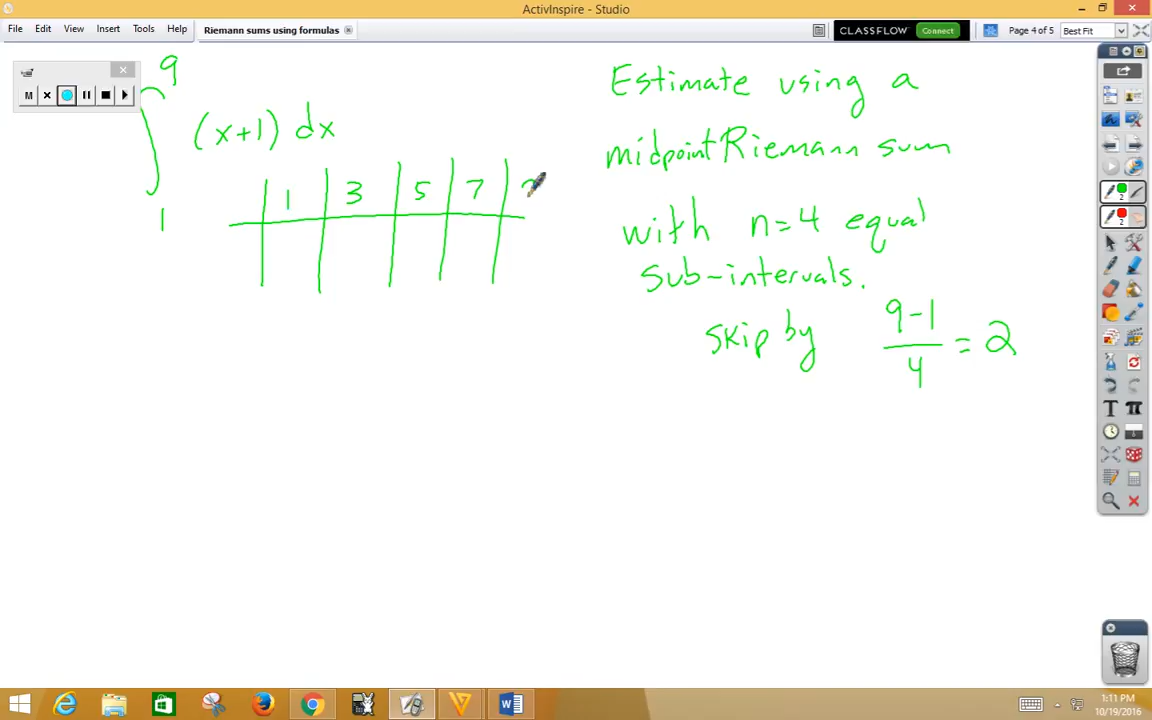 ActivInspire - Studio
File Edit View Insert Tools Help Riemann sums using formulas CLASSFLOW Connect Page 4 of 5 Best Fit
M
9
∫ (x+1) dx
1
1 3 5 7
Estimate using a
midpoint Riemann sum
with n=4 equal
sub-intervals.
skip by 9-1/4 = 2
2
2
T
1:11 PM
10/19/2016